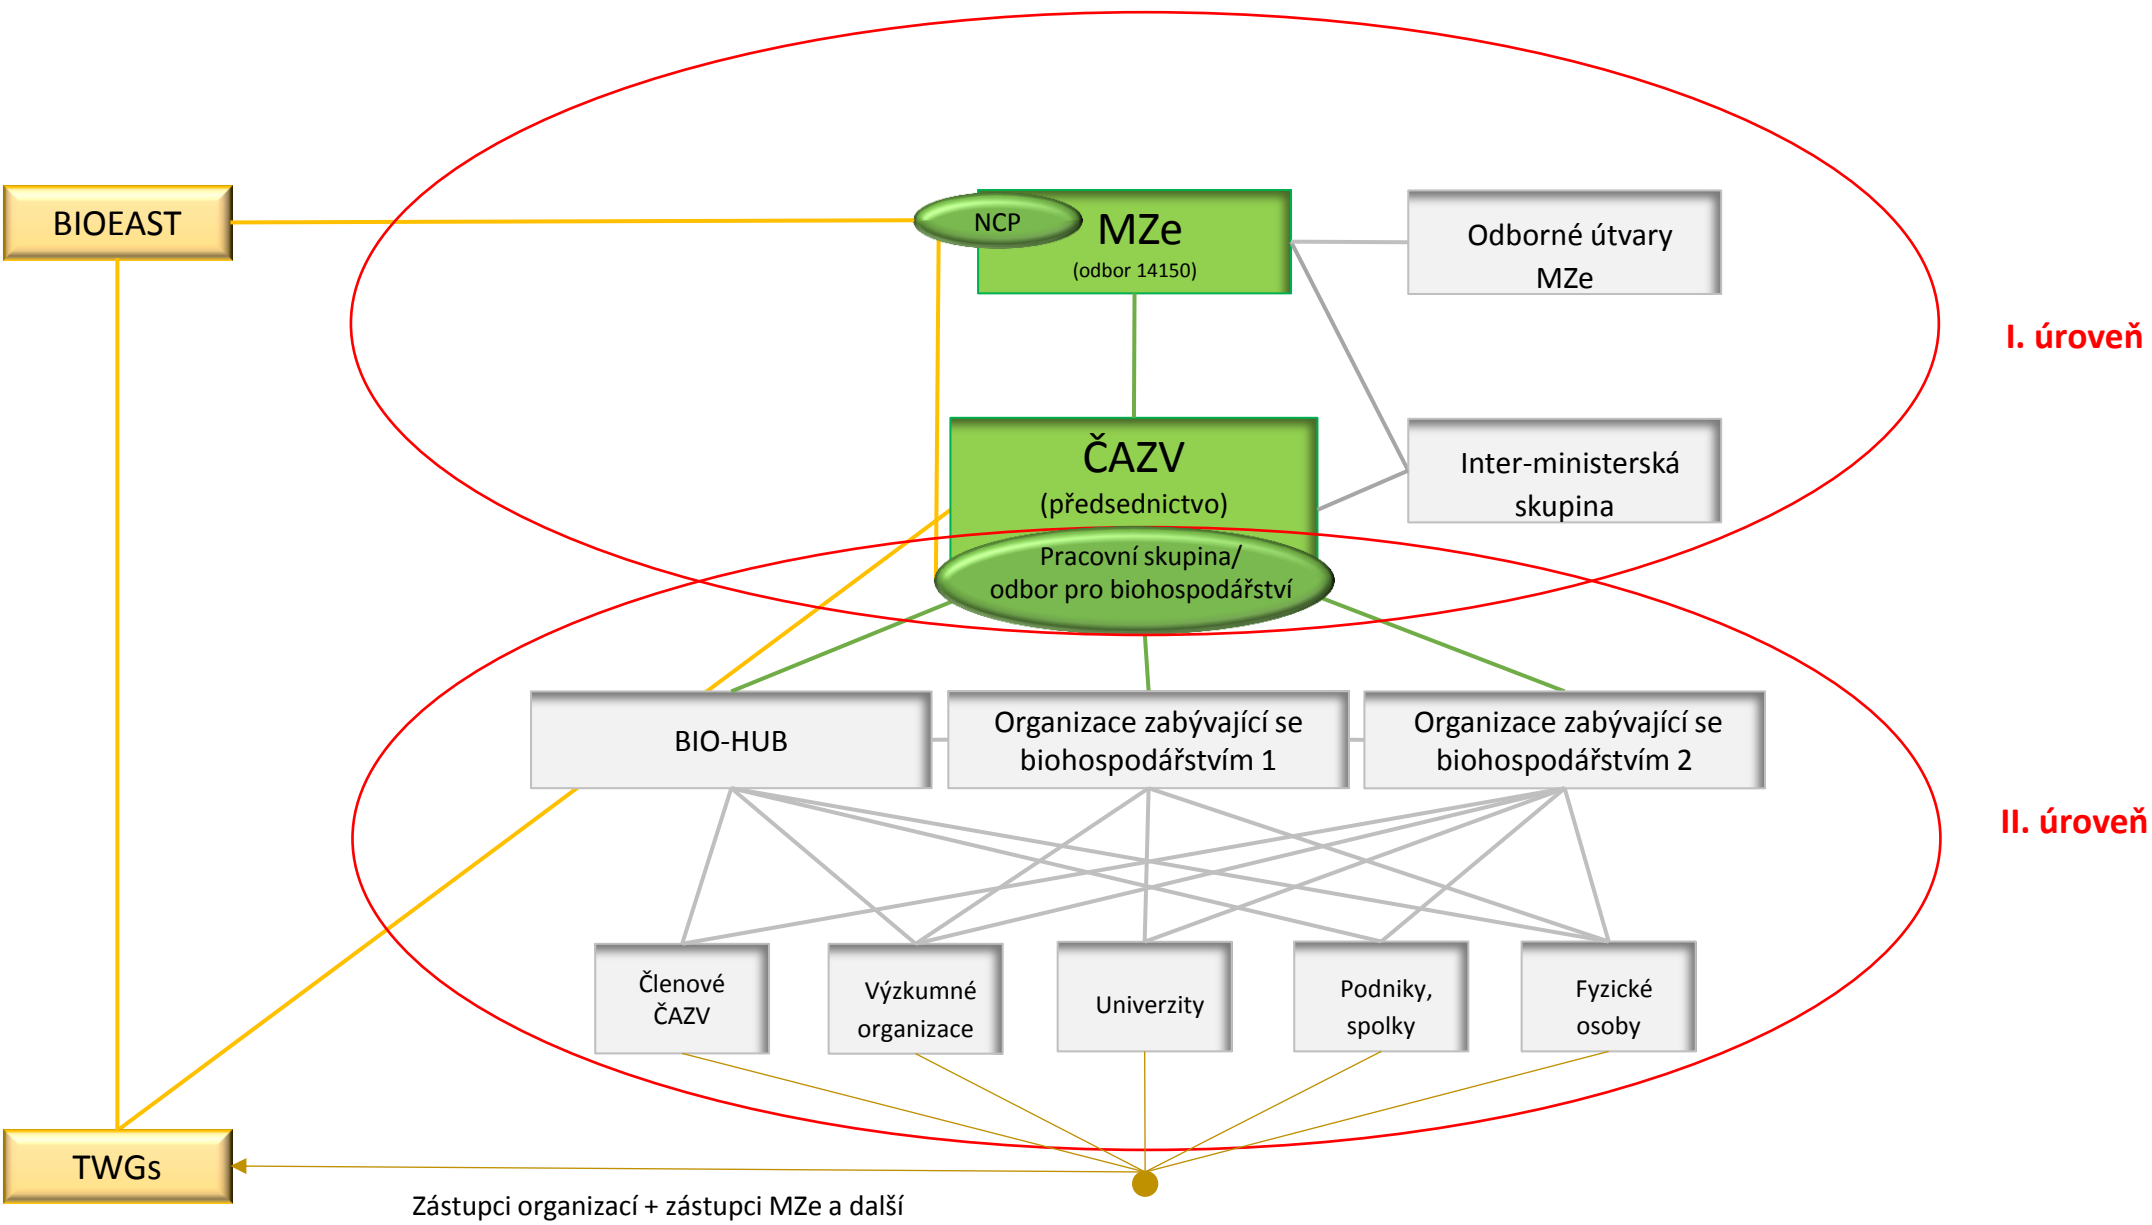 BIOEAST
NCP
MZe
(odbor 14150)
Odborné útvary
MZe
I. úroveň
ČAZV
(předsednictvo)
Inter-ministerská
skupina
Pracovní skupina/
odbor pro biohospodářství
BIO-HUB
Organizace zabývající se
biohospodářstvím 1
Organizace zabývající se
biohospodářstvím 2
II. úroveň
Členové
ČAZV
Výzkumné
organizace
Univerzity
Podniky,
spolky
Fyzické
osoby
TWGs
Zástupci organizací + zástupci MZe a další